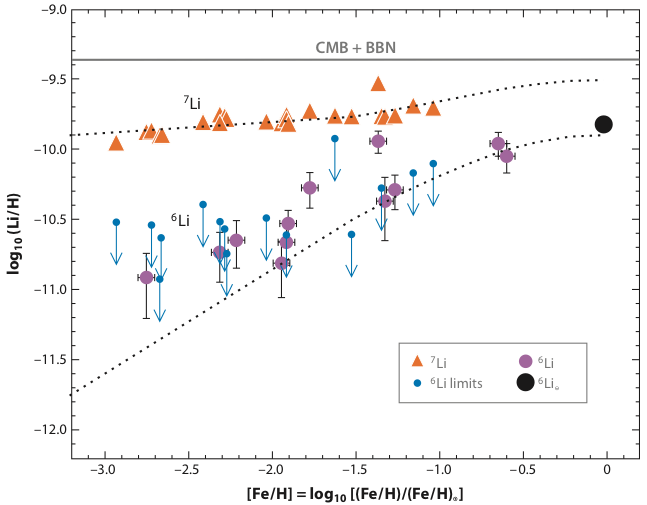 −9.0
CMB + BBN
−9.5
⁷Li
−10.0
log₁₀ (Li/H)
⁶Li
−10.5
−11.0
−11.5
⁷Li
⁶Li
⁶Li limits
⁶Li⊙
−12.0
−3.0 −2.5 −2.0 −1.5 −1.0 −0.5 0
[Fe/H] = log₁₀ [(Fe/H)/(Fe/H)⊙]